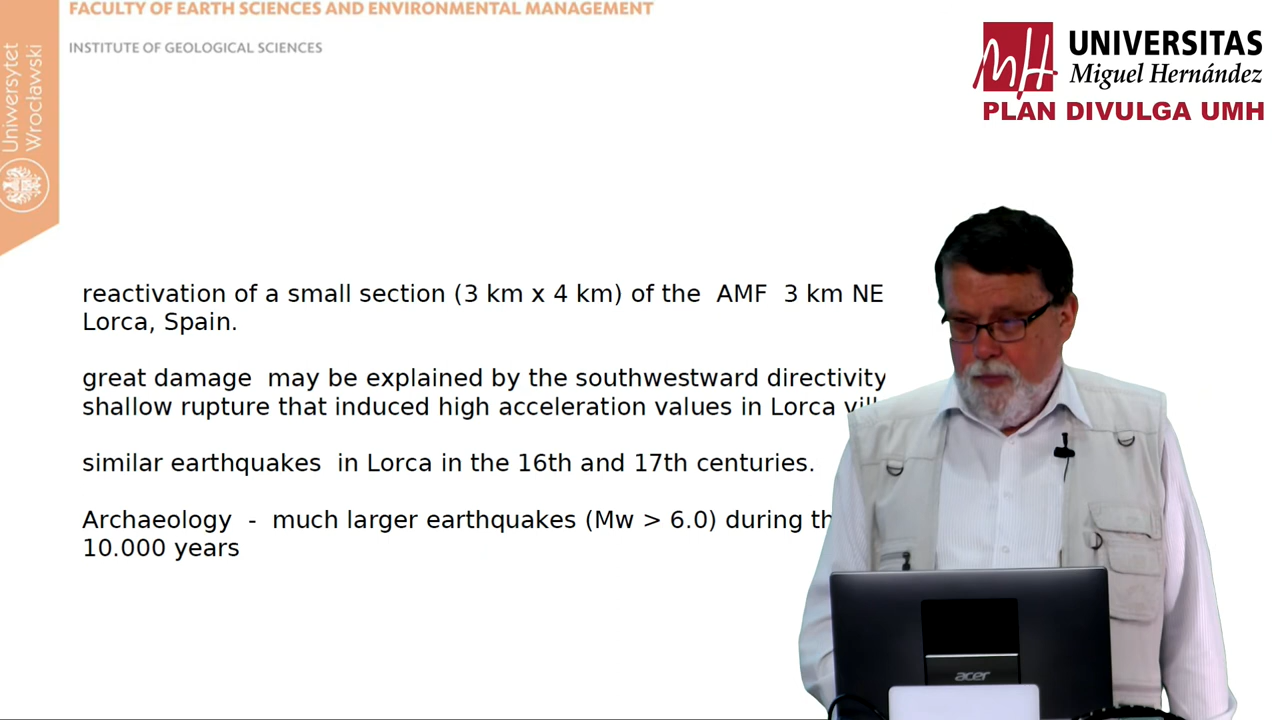 FACULTY OF EARTH SCIENCES AND ENVIRONMENTAL MANAGEMENT
INSTITUTE OF GEOLOGICAL SCIENCES
Uniwersytet
Wrocławski
UNIVERSITAS
Miguel Hernández
PLAN DIVULGA UMH
reactivation of a small section (3 km x 4 km) of the AMF 3 km NE
Lorca, Spain.
great damage may be explained by the southwestward directivity
shallow rupture that induced high acceleration values in Lorca
similar earthquakes in Lorca in the 16th and 17th centuries.
Archaeology - much larger earthquakes (Mw > 6.0) during
10.000 years
acer